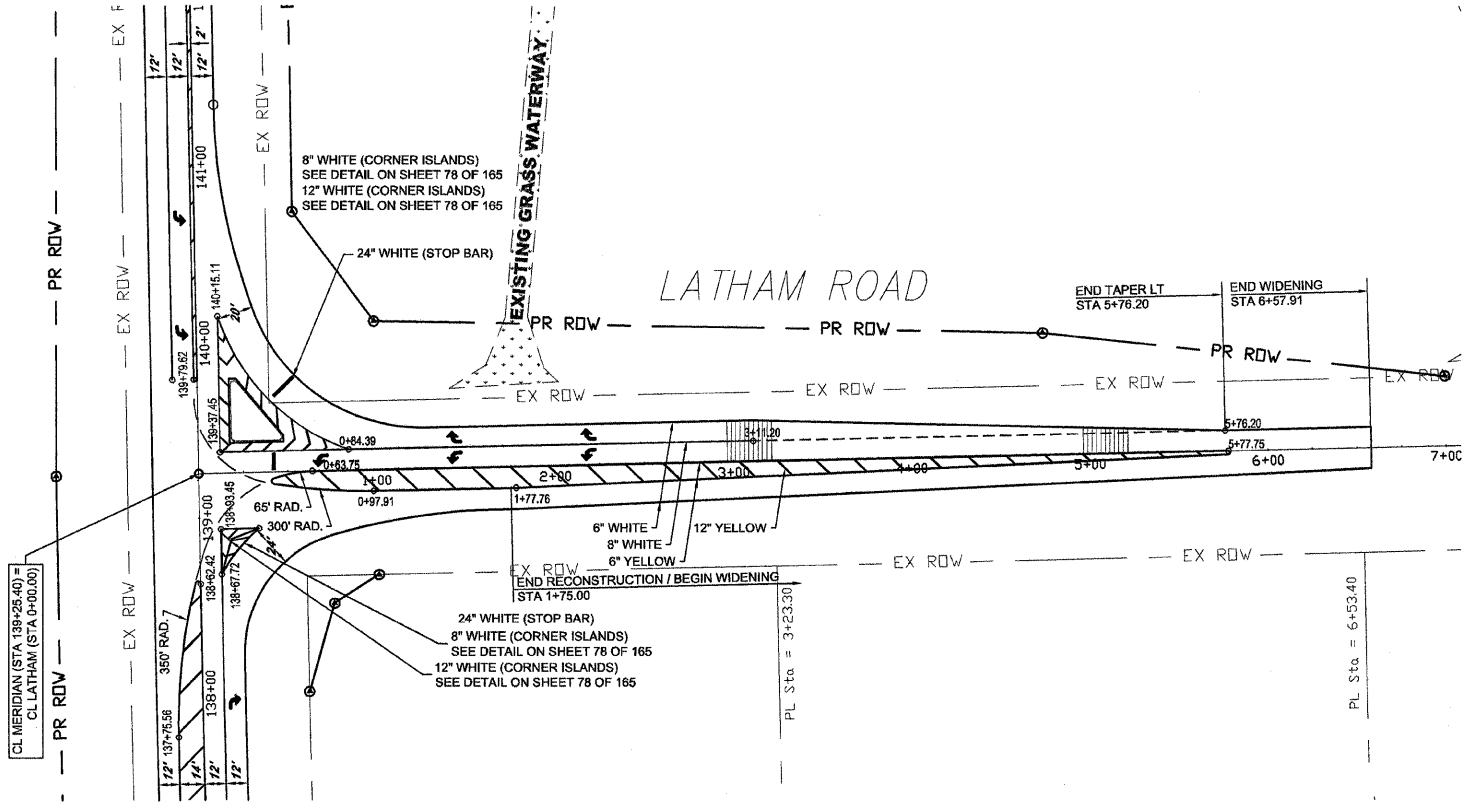 EX R
2'
12'
12'
12'
EX ROW
EXISTING GRASS WATERWAY
8" WHITE (CORNER ISLANDS)
SEE DETAIL ON SHEET 78 OF 165
12" WHITE (CORNER ISLANDS)
SEE DETAIL ON SHEET 78 OF 165
141+00
PR ROW
24" WHITE (STOP BAR)
LATHAM ROAD
END TAPER LT
STA 5+76.20
END WIDENING
STA 6+57.91
140+15.11
20'
EX ROW
PR ROW
PR ROW
PR ROW
140+00
139+79.62
EX ROW
EX ROW
EX ROW
EX ROW
139+37.45
0+84.39
3+11.20
5+76.20
5+77.75
0+63.75
1+00
2+00
3+00
4+00
5+00
6+00
7+00
0+97.91
1+77.76
65' RAD.
300' RAD.
139+00
138+93.45
24'
6" WHITE
8" WHITE
6" YELLOW
12" YELLOW
EX ROW
EX ROW
EX ROW
EX ROW
END RECONSTRUCTION / BEGIN WIDENING
STA 1+75.00
CL MERIDIAN (STA 139+25.40) =
CL LATHAM (STA 0+00.00)
138+62.42
138+67.72
24" WHITE (STOP BAR)
8" WHITE (CORNER ISLANDS)
SEE DETAIL ON SHEET 78 OF 165
12" WHITE (CORNER ISLANDS)
SEE DETAIL ON SHEET 78 OF 165
350' RAD.
PL Sta = 3+23.30
PL Sta = 6+53.40
PR ROW
138+00
137+75.56
12'
14'
12'
12'